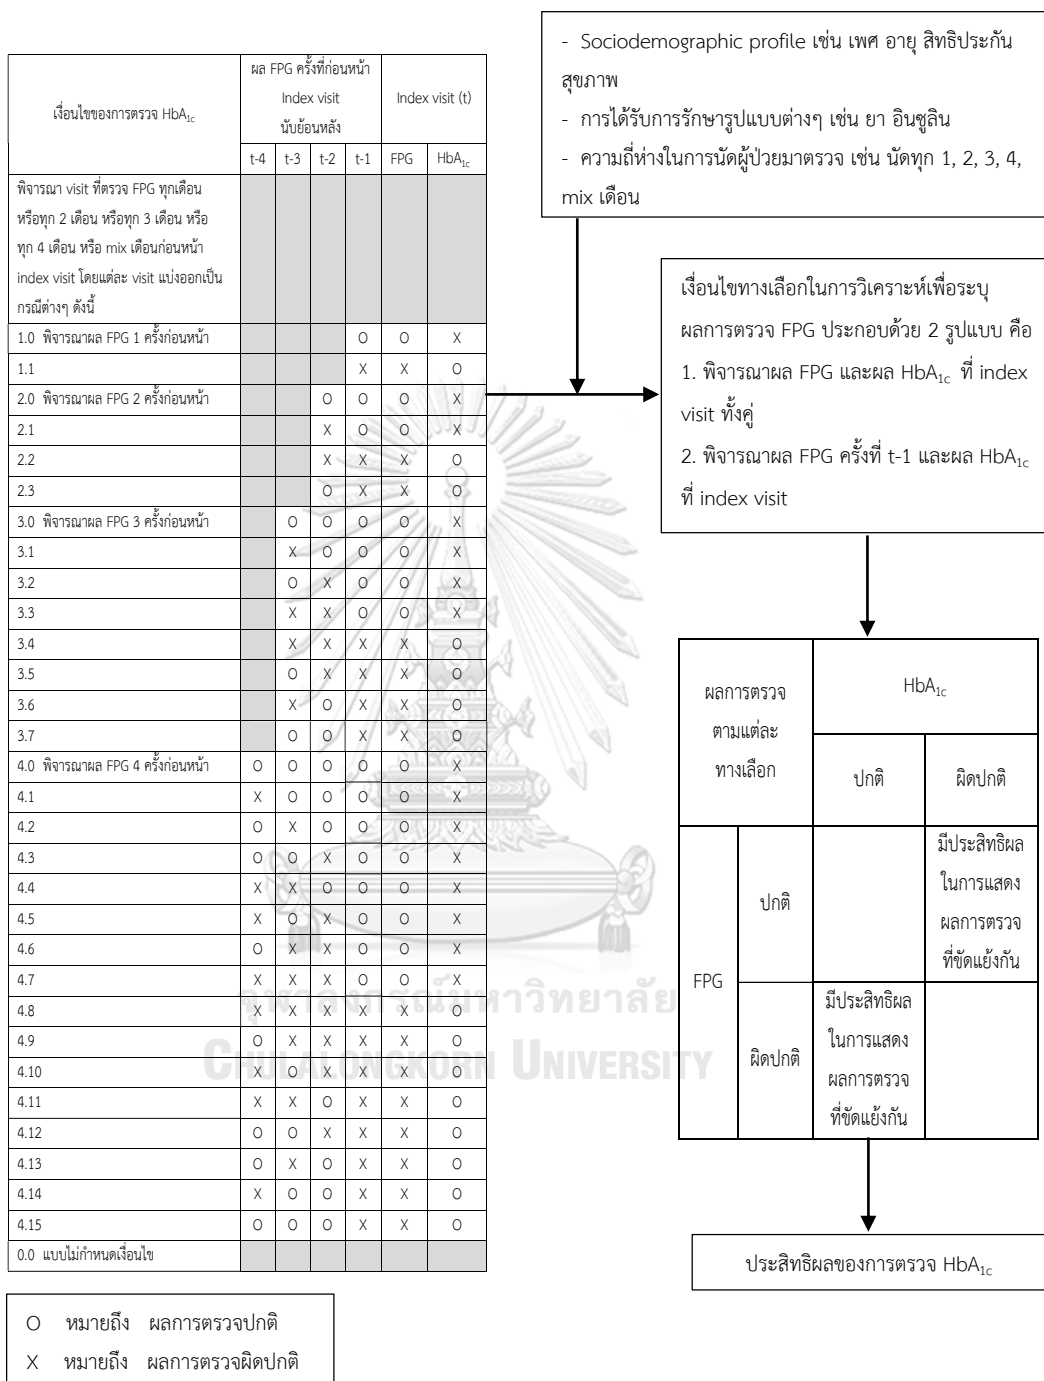 เงื่อนไขของการตรวจ HbA1c
ผล FPG ครั้งที่ก่อนหน้า
Index visit
นับย้อนหลัง
Index visit (t)
t-4 t-3 t-2 t-1 FPG HbA1c
พิจารณา visit ที่ตรวจ FPG ทุกเดือน
หรือทุก 2 เดือน หรือทุก 3 เดือน หรือ
ทุก 4 เดือน หรือ mix เดือนก่อนหน้า
index visit โดยแต่ละ visit แบ่งออกเป็น
กรณีต่างๆ ดังนี้
1.0 พิจารณาผล FPG 1 ครั้งก่อนหน้า O O X
1.1 X X O
2.0 พิจารณาผล FPG 2 ครั้งก่อนหน้า O O O X
2.1 X O O X
2.2 X X X O
2.3 O X X O
3.0 พิจารณาผล FPG 3 ครั้งก่อนหน้า O O O O X
3.1 X O O O X
3.2 O X O O X
3.3 X X O O X
3.4 X X X X O
3.5 O X X X O
3.6 X O X X O
3.7 O O X X O
4.0 พิจารณาผล FPG 4 ครั้งก่อนหน้า O O O O O X
4.1 X O O O O X
4.2 O X O O O X
4.3 O O X O O X
4.4 X X O O O X
4.5 X O X O O X
4.6 O X X O O X
4.7 X X X O O X
4.8 X X X X X O
4.9 O X X X X O
4.10 X O X X X O
4.11 X X O X X O
4.12 O O X X X O
4.13 O X O X X O
4.14 X O O X X O
4.15 O O O X X O
0.0 แบบไม่กำหนดเงื่อนไข
O หมายถึง ผลการตรวจปกติ
X หมายถึง ผลการตรวจผิดปกติ
- Sociodemographic profile เช่น เพศ อายุ สิทธิประกัน
สุขภาพ
- การได้รับการรักษารูปแบบต่างๆ เช่น ยา อินซูลิน
- ความถี่ห่างในการนัดผู้ป่วยมาตรวจ เช่น นัดทุก 1, 2, 3, 4,
mix เดือน
เงื่อนไขทางเลือกในการวิเคราะห์เพื่อระบุ
ผลการตรวจ FPG ประกอบด้วย 2 รูปแบบ คือ
1. พิจารณาผล FPG และผล HbA1c ที่ index
visit ทั้งคู่
2. พิจารณาผล FPG ครั้งที่ t-1 และผล HbA1c
ที่ index visit
ผลการตรวจ
ตามแต่ละ
ทางเลือก
HbA1c
ปกติ ผิดปกติ
FPG
ปกติ
มีประสิทธิผล
ในการแสดง
ผลการตรวจ
ที่ขัดแย้งกัน
ผิดปกติ
มีประสิทธิผล
ในการแสดง
ผลการตรวจ
ที่ขัดแย้งกัน
ประสิทธิผลของการตรวจ HbA1c
จุฬาลงกรณ์มหาวิทยาลัย
CHULALONGKORN UNIVERSITY